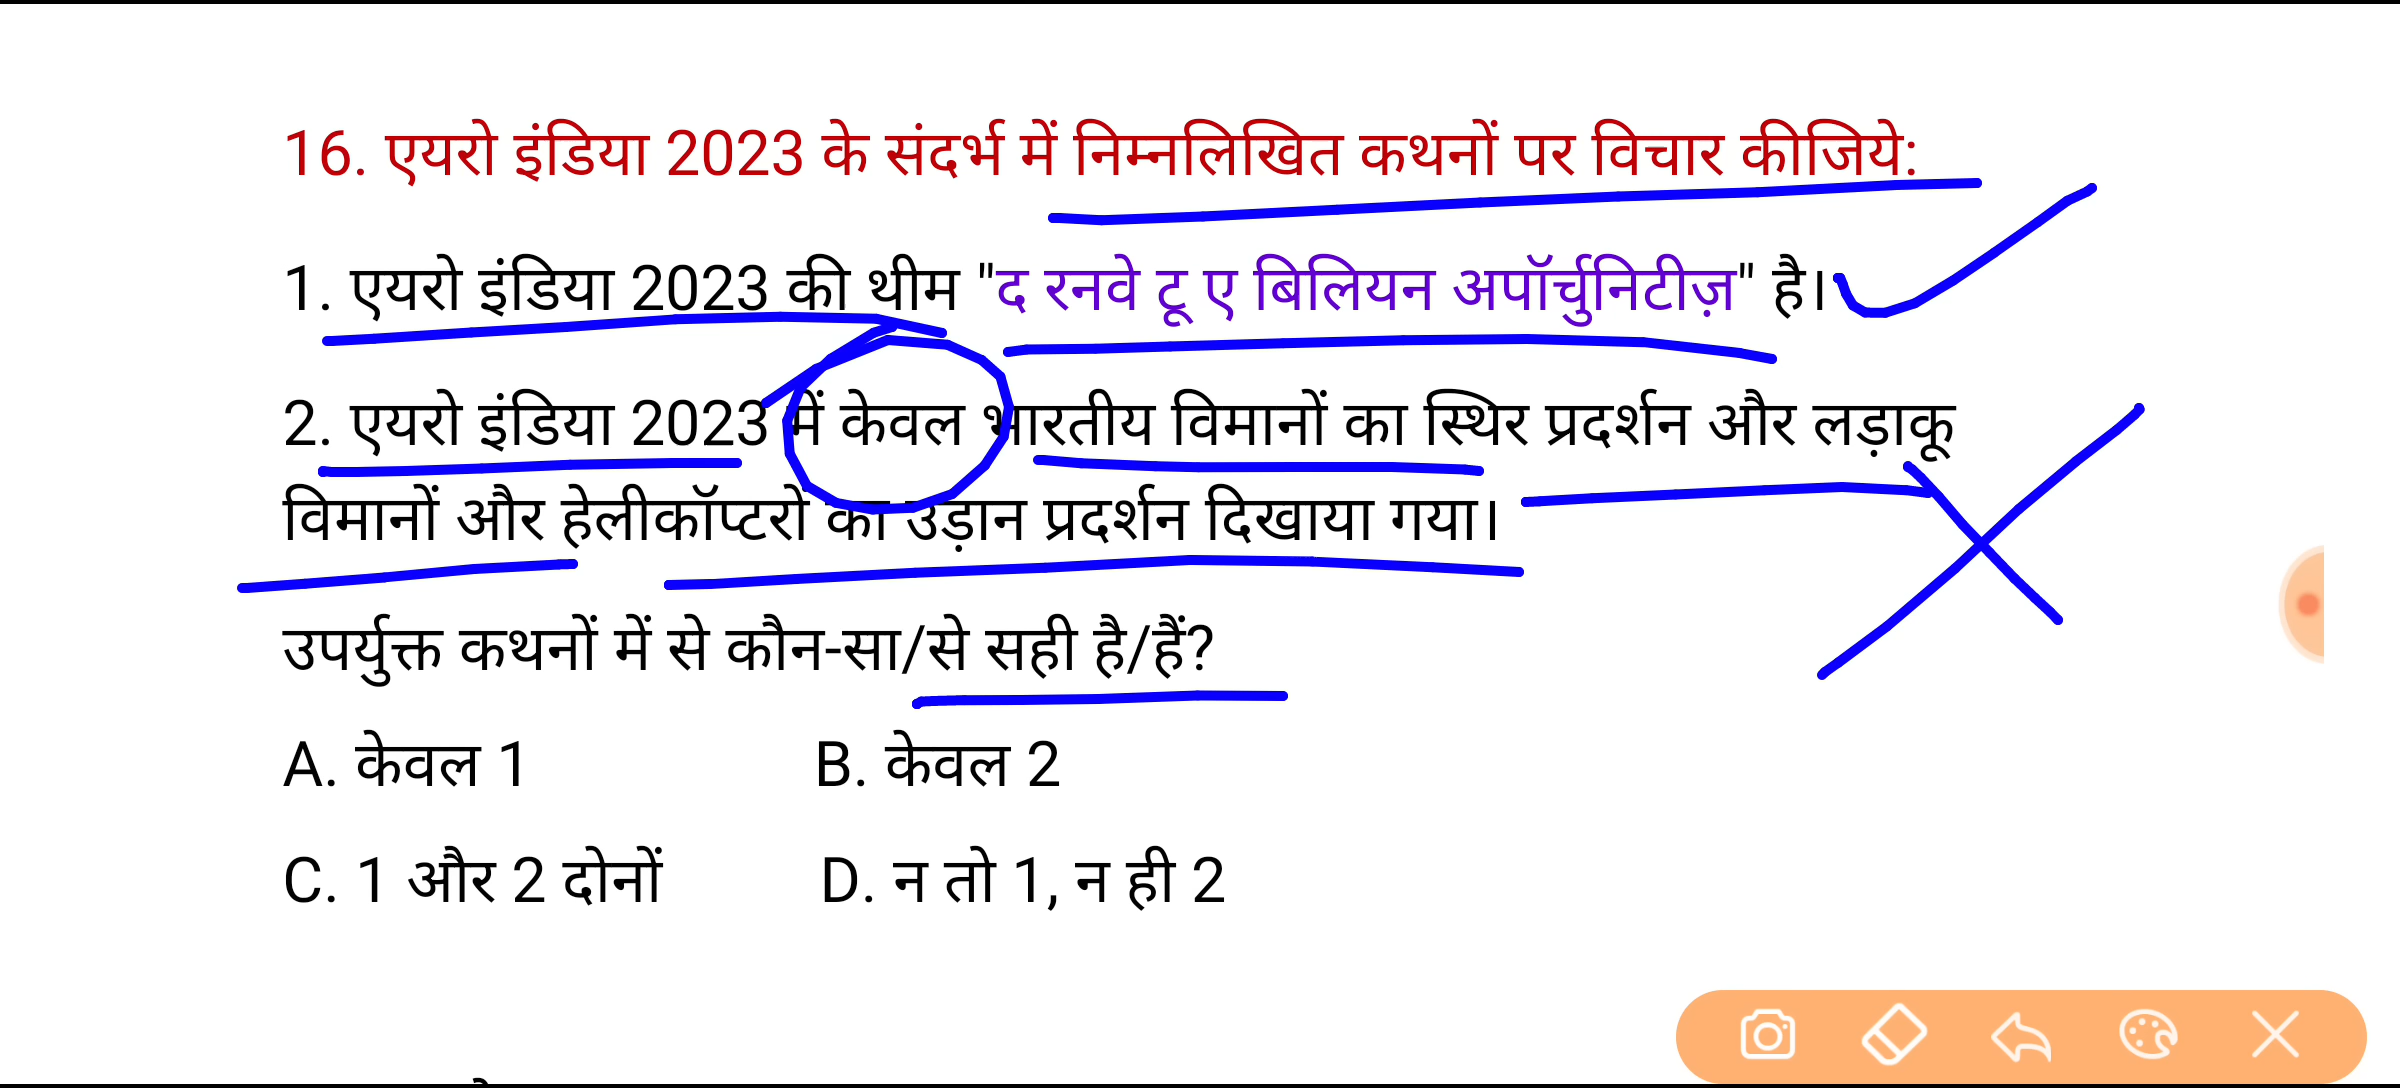 16. एयरो इंडिया 2023 के संदर्भ में निम्नलिखित कथनों पर विचार कीजिये:
1. एयरो इंडिया 2023 की थीम "द रनवे टू ए बिलियन अपॉर्चुनिटीज़" है।
2. एयरो इंडिया 2023 में केवल भारतीय विमानों का स्थिर प्रदर्शन और लड़ाकू
विमानों और हेलीकॉप्टरो का उड़ान प्रदर्शन दिखाया गया।
उपर्युक्त कथनों में से कौन-सा/से सही है/हैं?
A. केवल 1 B. केवल 2
C. 1 और 2 दोनों D. न तो 1, न ही 2